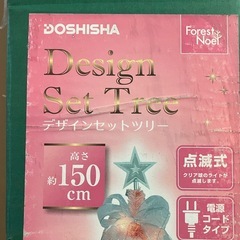 DOSHISHA
Forest
Noel
Design
Set Tree
デザインセットツリー
高さ
約150
cm
点滅式
クリア球のライトが
点滅します。
電源
コード
タイプ